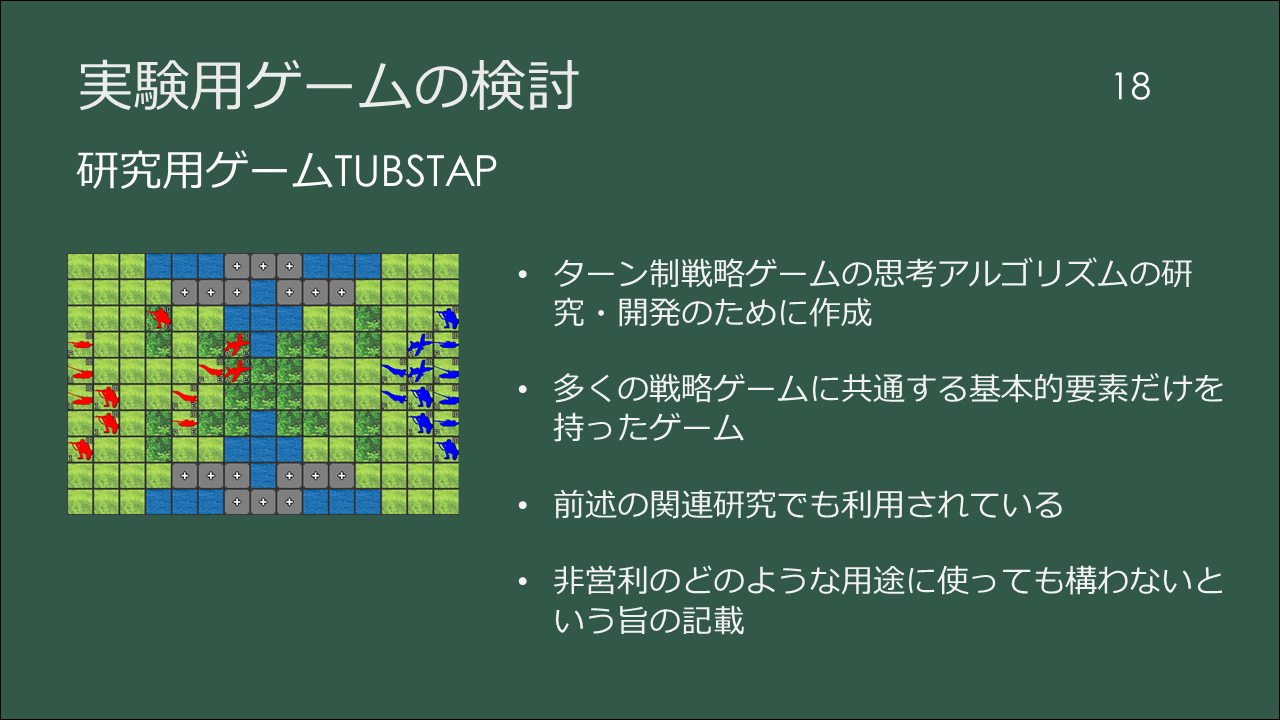 実験用ゲームの検討
18
研究用ゲームTUBSTAP
• ターン制戦略ゲームの思考アルゴリズムの研
究・開発のために作成
• 多くの戦略ゲームに共通する基本的要素だけを
持ったゲーム
• 前述の関連研究でも利用されている
• 非営利のどのような用途に使っても構わないと
いう旨の記載